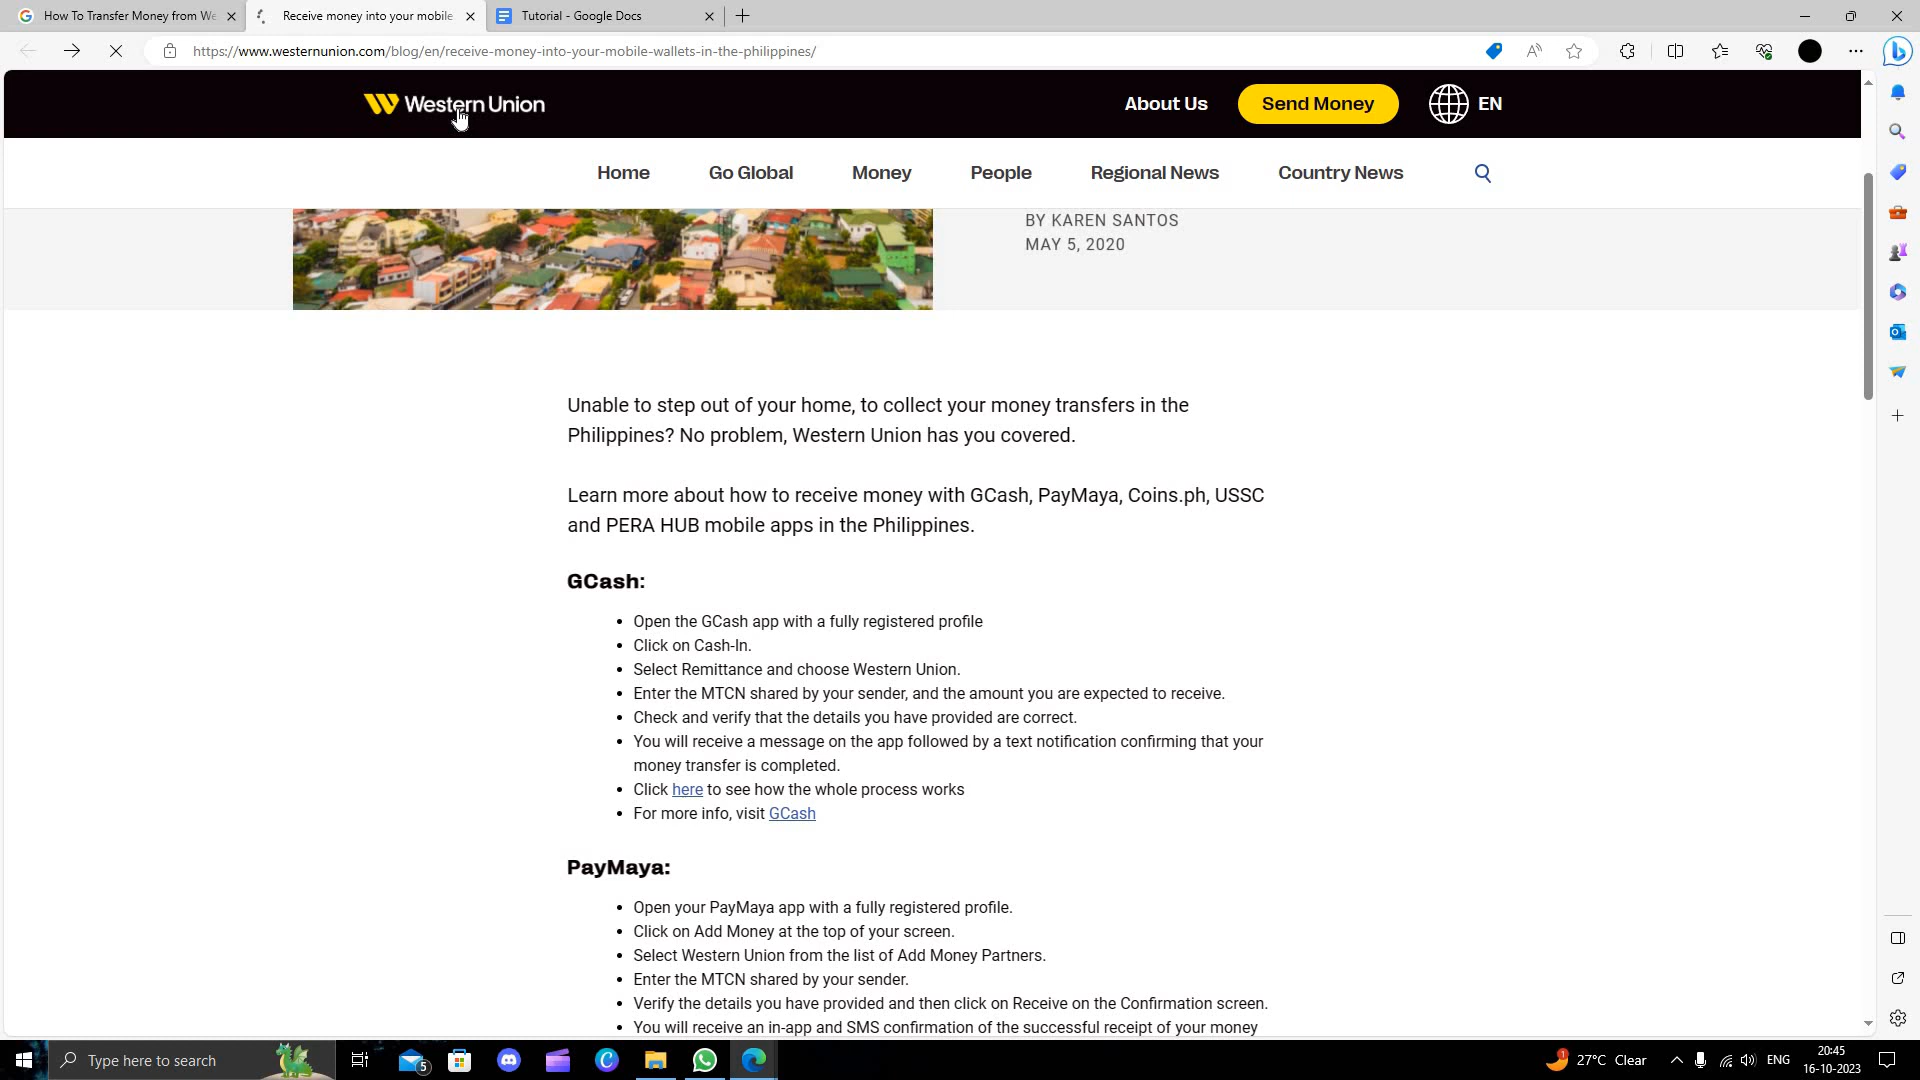 How To Transfer Money from We
Receive money into your mobile
Tutorial - Google Docs
https://www.westernunion.com/blog/en/receive-money-into-your-mobile-wallets-in-the-philippines/
Western Union
About Us
Send Money
EN
Home
Go Global
Money
People
Regional News
Country News
BY KAREN SANTOS
MAY 5, 2020
Unable to step out of your home, to collect your money transfers in the
Philippines? No problem, Western Union has you covered.
Learn more about how to receive money with GCash, PayMaya, Coins.ph, USSC
and PERA HUB mobile apps in the Philippines.
GCash:
• Open the GCash app with a fully registered profile
• Click on Cash-In.
• Select Remittance and choose Western Union.
• Enter the MTCN shared by your sender, and the amount you are expected to receive.
• Check and verify that the details you have provided are correct.
• You will receive a message on the app followed by a text notification confirming that your
money transfer is completed.
• Click here to see how the whole process works
• For more info, visit GCash
PayMaya:
• Open your PayMaya app with a fully registered profile.
• Click on Add Money at the top of your screen.
• Select Western Union from the list of Add Money Partners.
• Enter the MTCN shared by your sender.
• Verify the details you have provided and then click on Receive on the Confirmation screen.
• You will receive an in-app and SMS confirmation of the successful receipt of your money
Type here to search
5
1
27°C Clear
ENG
20:45
16-10-2023